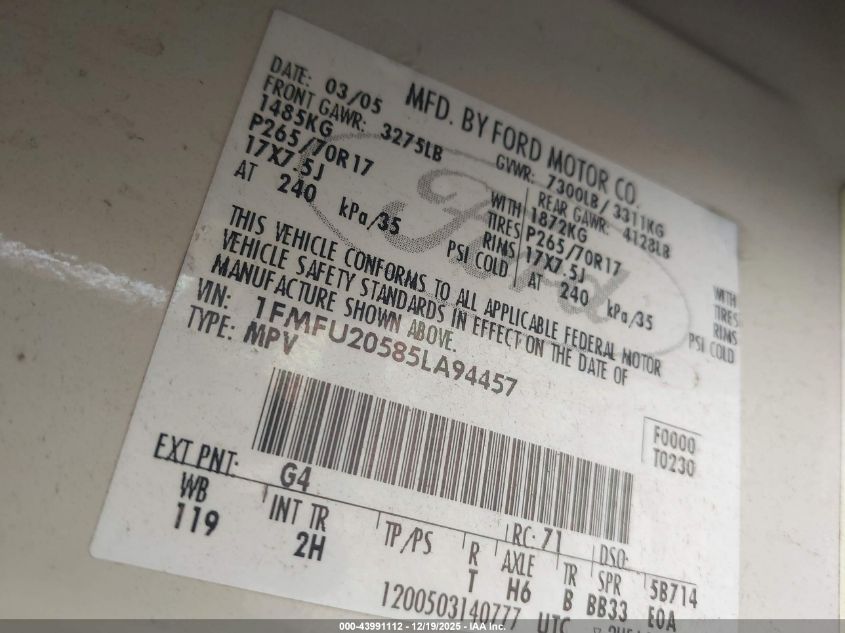 MFD. BY FORD MOTOR CO.
DATE: 03/05 GVWR: 7300LB / 3311KG
FRONT GAWR: 3275LB REAR GAWR: 4128LB
1485KG WITH 1872KG WITH
P265/70R17 TIRES P265/70R17 TIRES
17X7.5J RIMS 17X7.5J RIMS
AT 240 kPa/35 PSI COLD AT 240 kPa/35 PSI COLD
Ford
THIS VEHICLE CONFORMS TO ALL APPLICABLE FEDERAL MOTOR
VEHICLE SAFETY STANDARDS IN EFFECT ON THE DATE OF
MANUFACTURE SHOWN ABOVE.
VIN: 1FMFU20585LA94457
TYPE: MPV
F0000
T0230
EXT PNT: G4 RC: 71 DSO:
WB INT TR TP/PS R AXLE TR SPR 5B714
119 2H T H6 B BB33 E0A
1200503140777 UTC
000-43991112 - 12/19/2025 - IAA Inc.